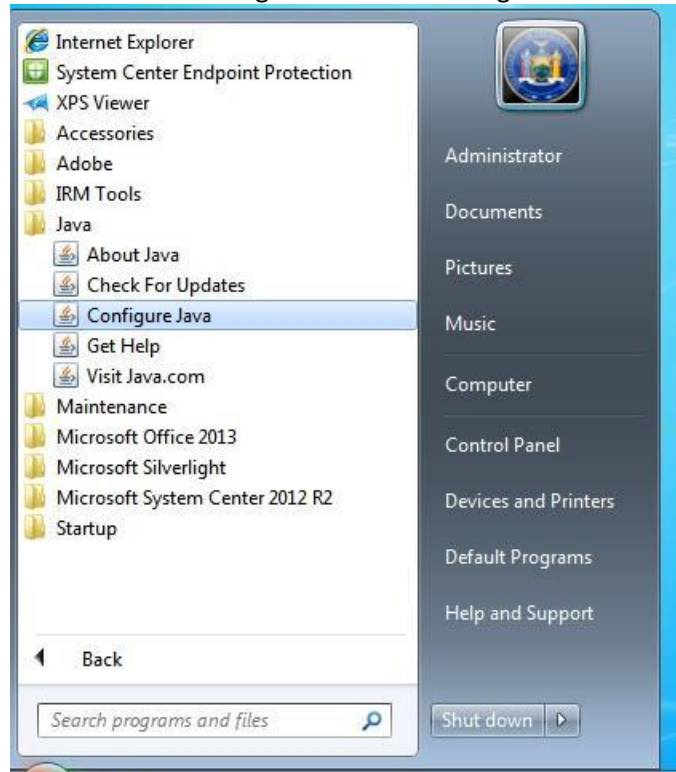 Internet Explorer
System Center Endpoint Protection
XPS Viewer
Accessories
Adobe
IRM Tools
Java
About Java
Check For Updates
Configure Java
Get Help
Visit Java.com
Maintenance
Microsoft Office 2013
Microsoft Silverlight
Microsoft System Center 2012 R2
Startup
Back
Search programs and files
Administrator
Documents
Pictures
Music
Computer
Control Panel
Devices and Printers
Default Programs
Help and Support
Shut down